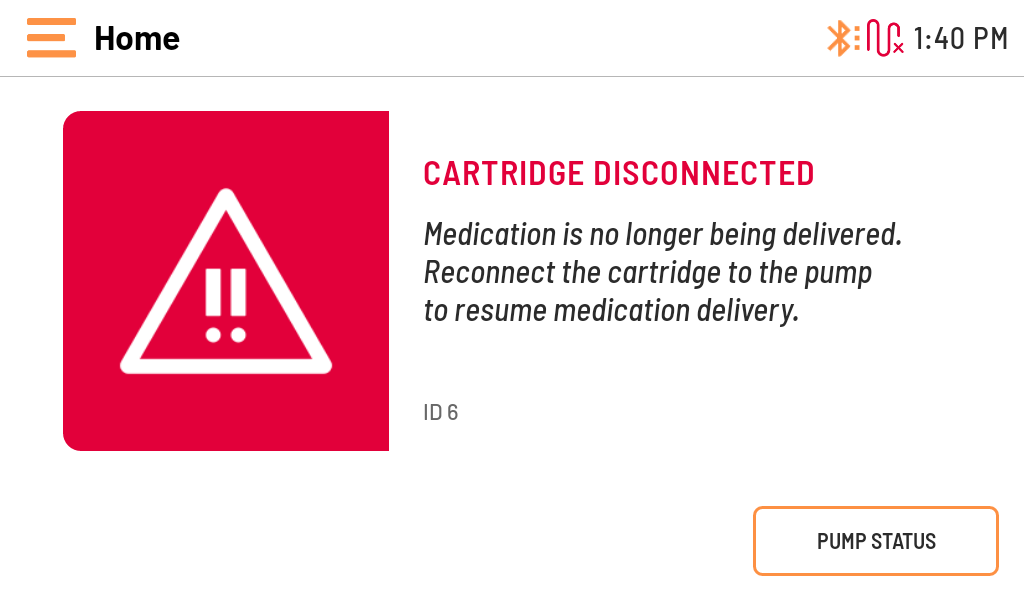 Home
1:40 PM
CARTRIDGE DISCONNECTED
Medication is no longer being delivered.
Reconnect the cartridge to the pump
to resume medication delivery.
ID 6
PUMP STATUS